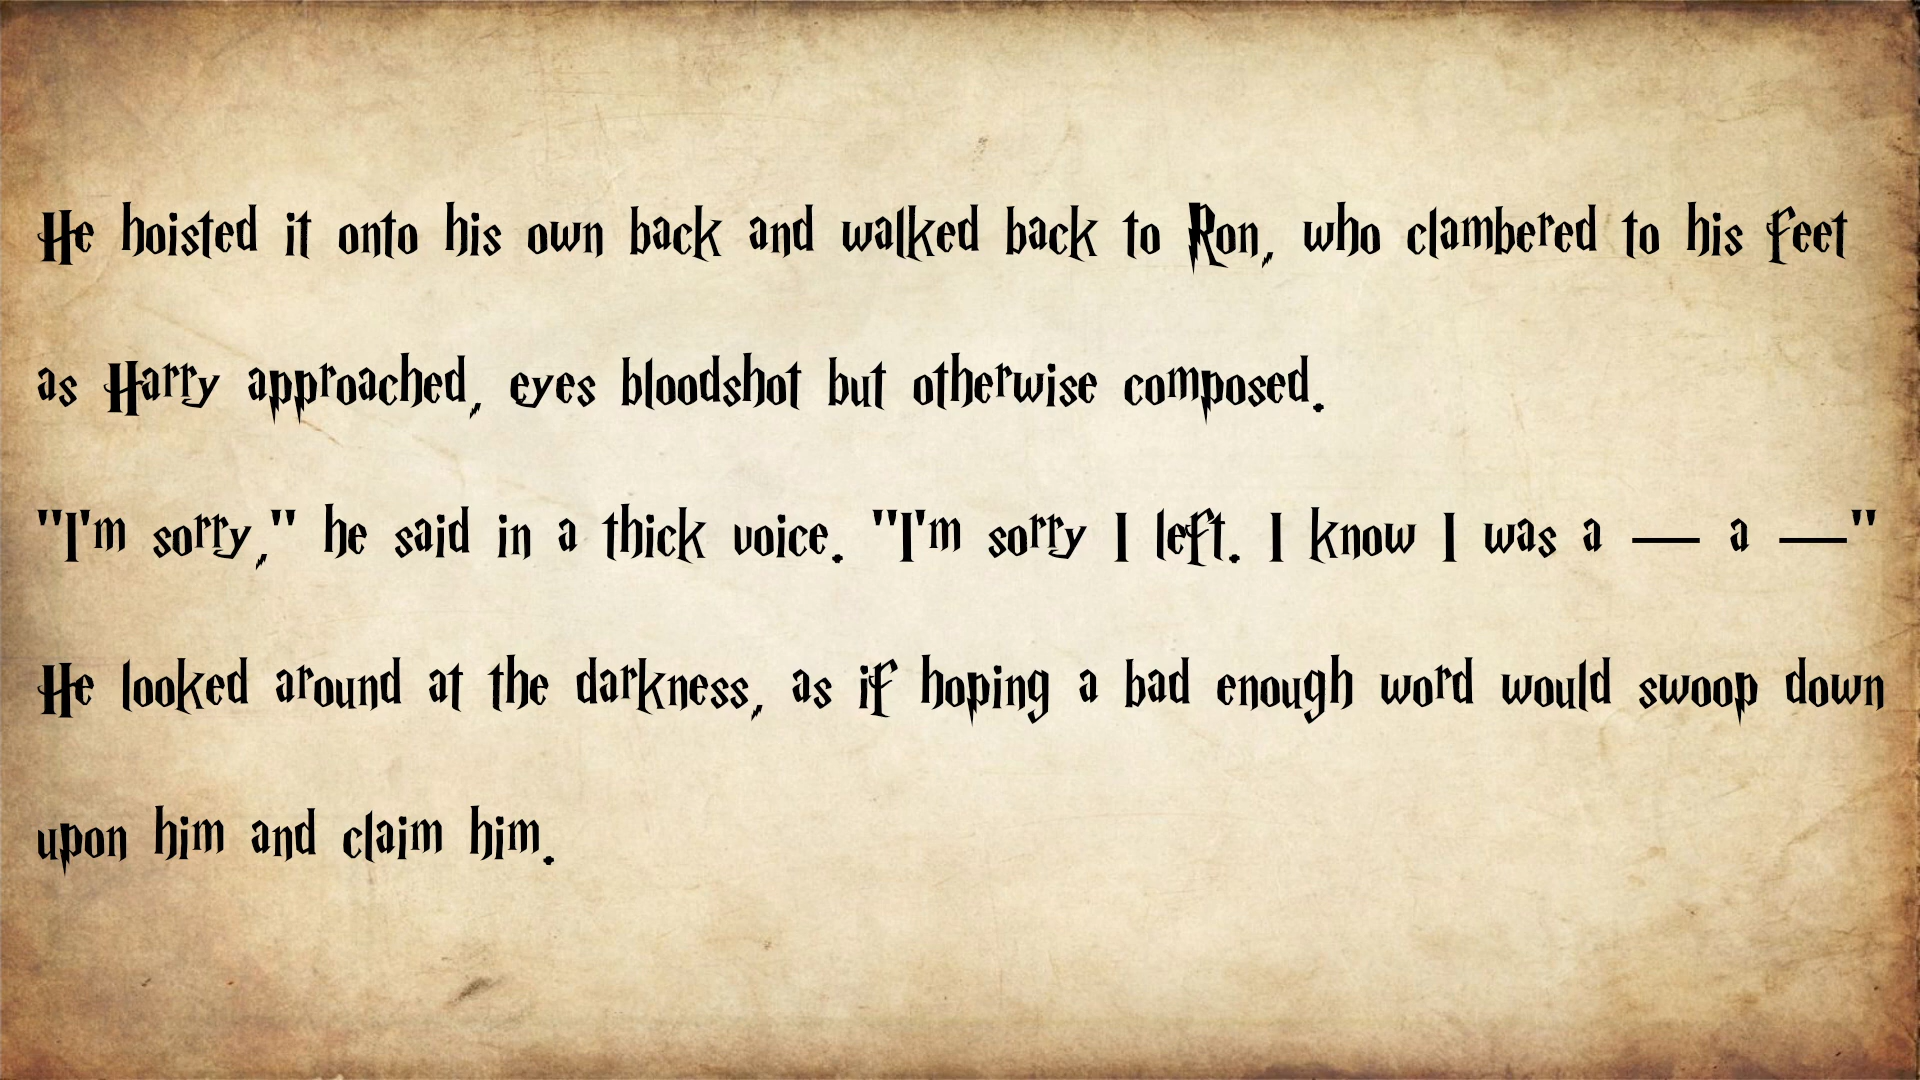 He hoisted it onto his own back and walked back to Ron, who clambered to his feet
as Harry approached, eyes bloodshot but otherwise composed.
"I'm sorry," he said in a thick voice. "I'm sorry I left. I know I was a — a —"
He looked around at the darkness, as if hoping a bad enough word would swoop down
upon him and claim him.